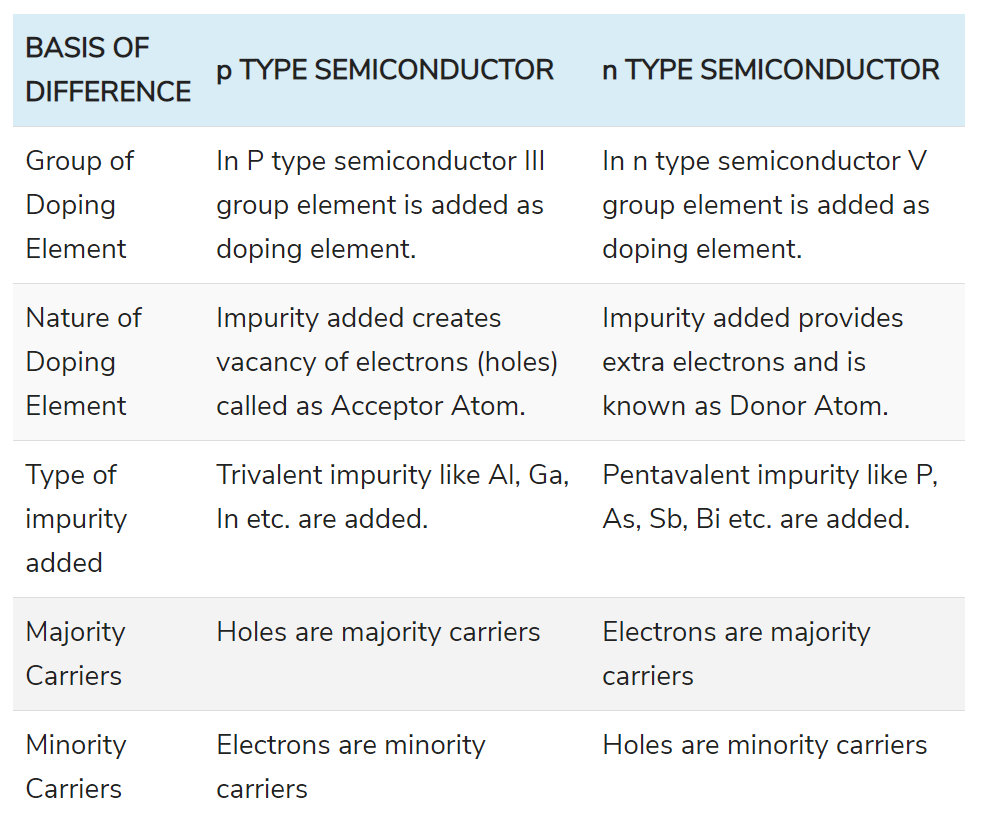 BASIS OF
DIFFERENCE
p TYPE SEMICONDUCTOR
n TYPE SEMICONDUCTOR
Group of
Doping
Element
In P type semiconductor III
group element is added as
doping element.
In n type semiconductor V
group element is added as
doping element.
Nature of
Doping
Element
Impurity added creates
vacancy of electrons (holes)
called as Acceptor Atom.
Impurity added provides
extra electrons and is
known as Donor Atom.
Type of
impurity
added
Trivalent impurity like Al, Ga,
In etc. are added.
Pentavalent impurity like P,
As, Sb, Bi etc. are added.
Majority
Carriers
Holes are majority carriers
Electrons are majority
carriers
Minority
Carriers
Electrons are minority
carriers
Holes are minority carriers